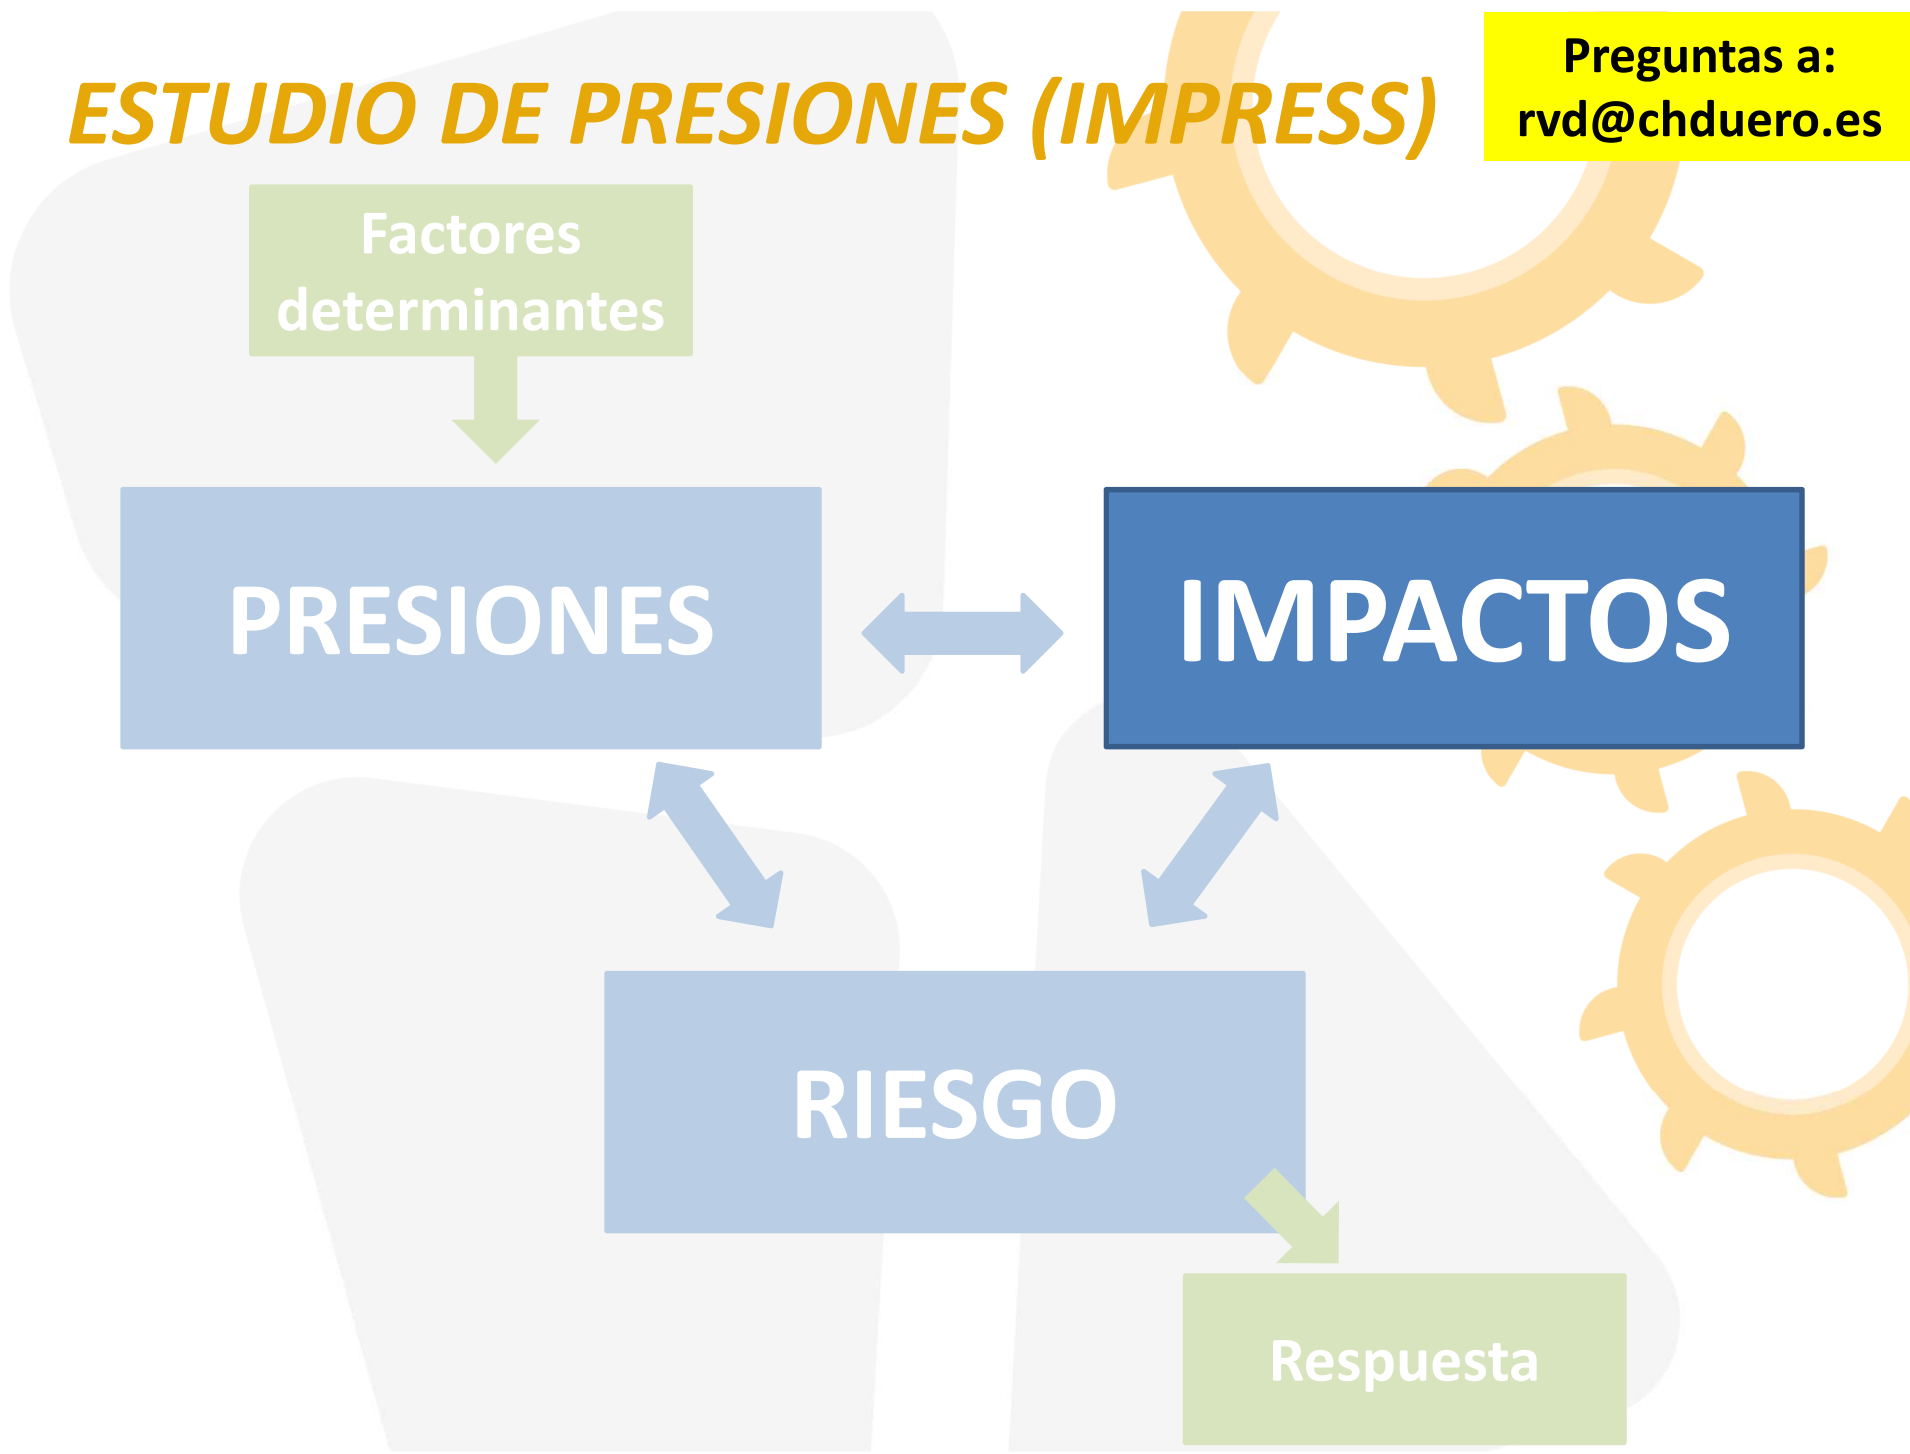 ESTUDIO DE PRESIONES (IMPRESS)
Preguntas a:
rvd@chduero.es
Factores
determinantes
PRESIONES
IMPACTOS
RIESGO
Respuesta